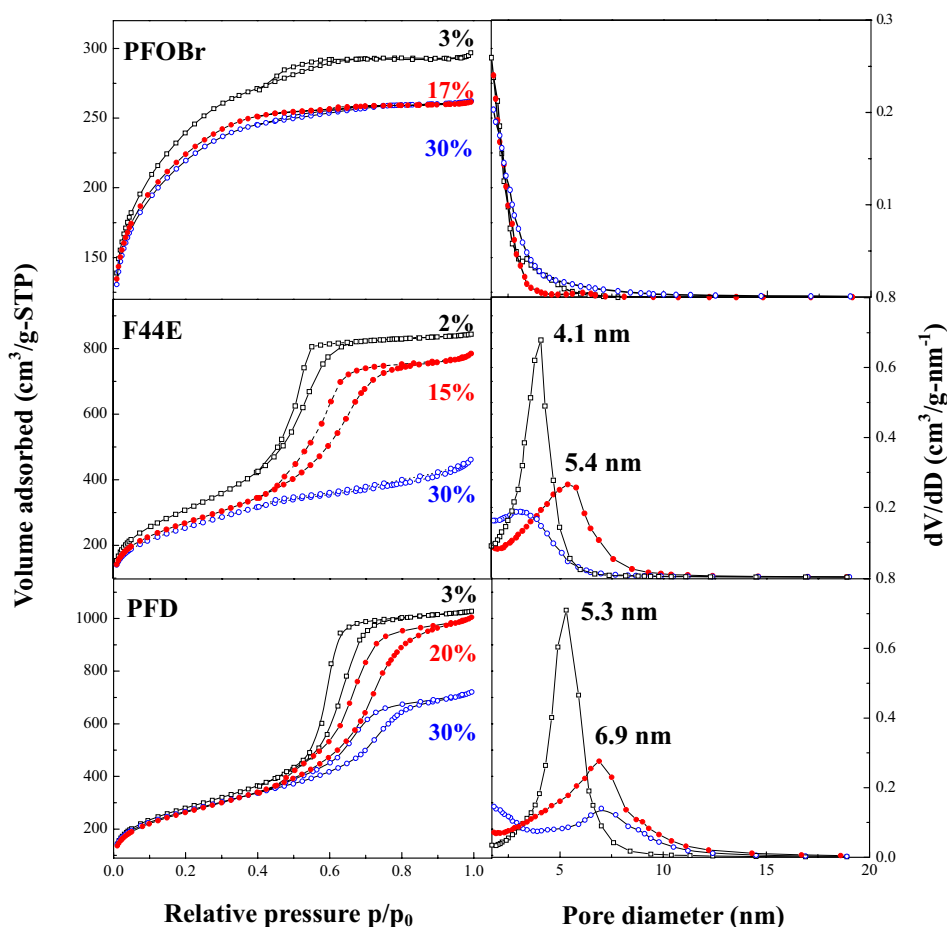 PFOBr
3%
17%
30%
300
250
200
150
0.3
0.2
0.1
0.8
F44E
2%
15%
30%
800
600
400
200
4.1 nm
5.4 nm
0.6
0.4
0.2
0.8
PFD
3%
20%
30%
1000
800
600
400
200
5.3 nm
6.9 nm
0.6
0.4
0.2
0.0
Volume adsorbed (cm³/g-STP)
dV/dD (cm³/g-nm⁻¹)
0.0 0.2 0.4 0.6 0.8 1.0
5 10 15 20
Relative pressure p/p₀
Pore diameter (nm)